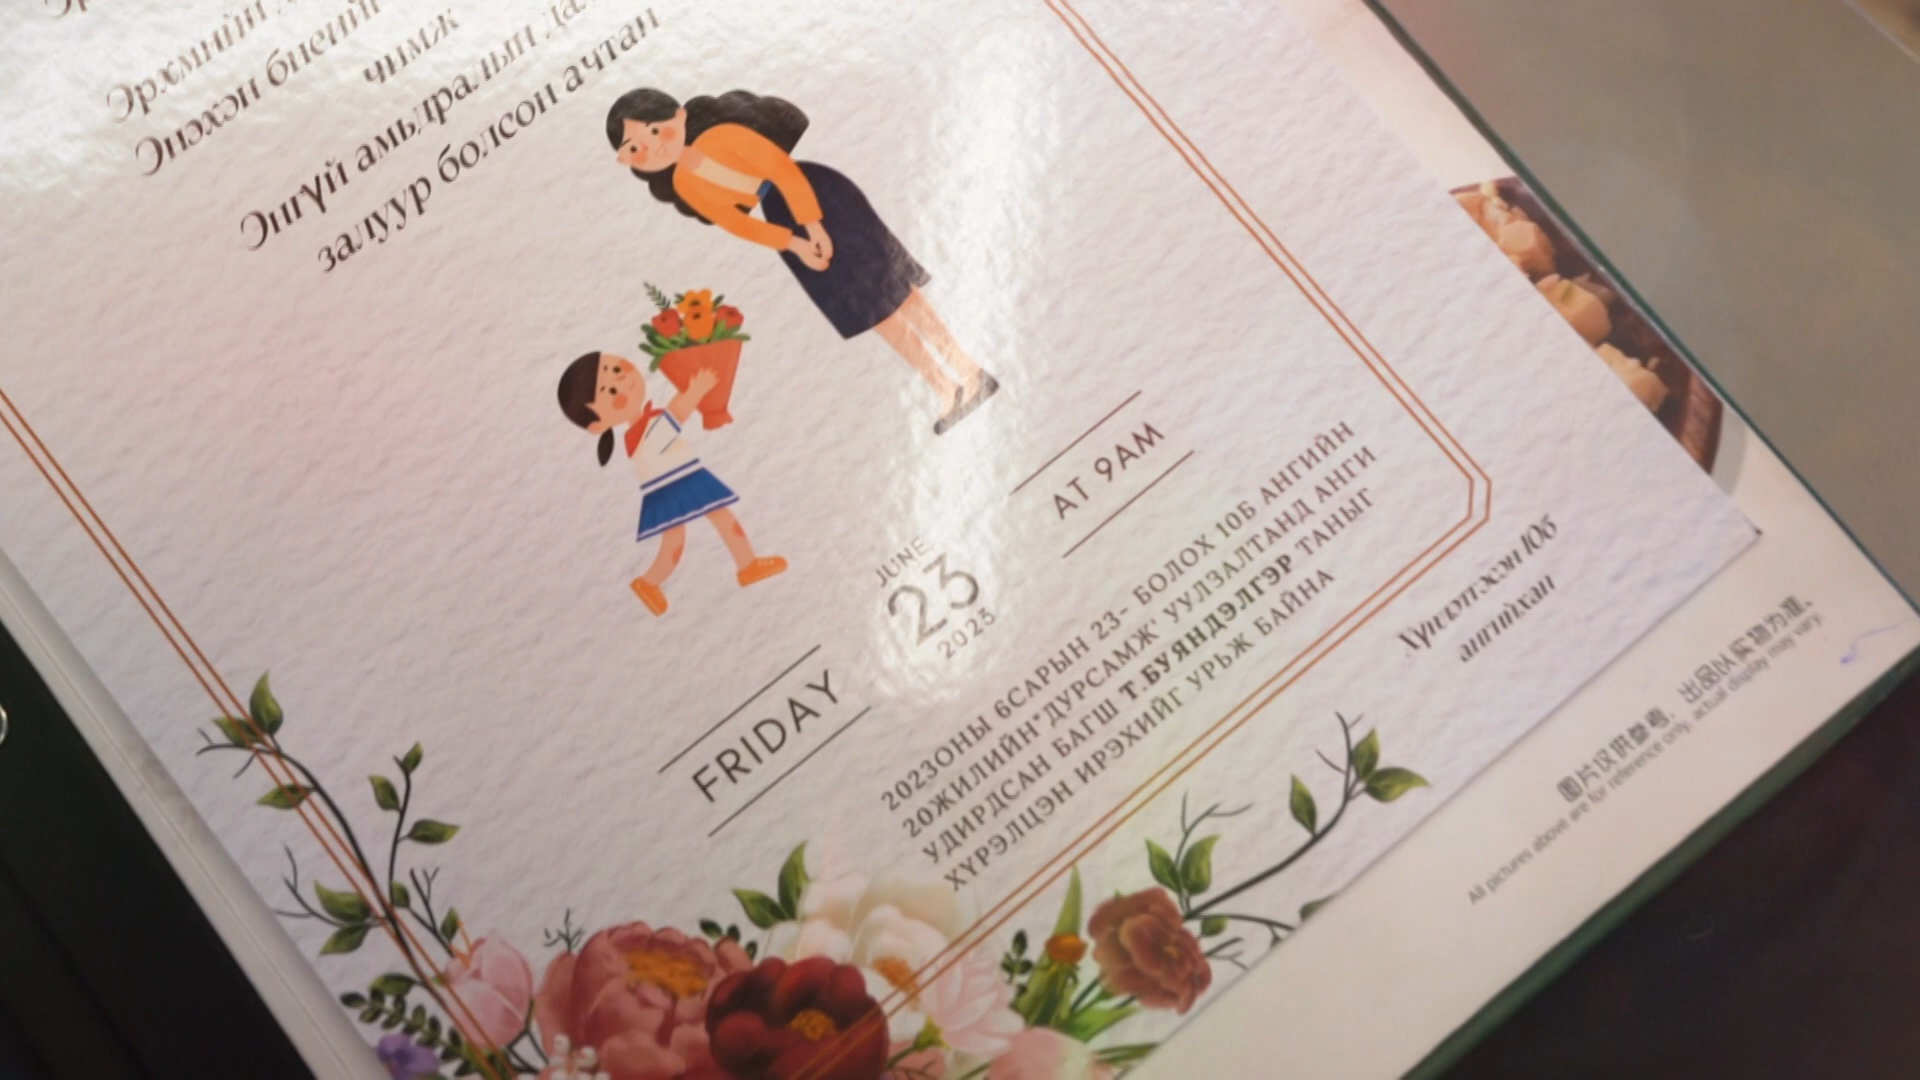 Эрхмийн
Энэхэн биеийг
чимж
Энгүй амьдралын
залуур болсон ачтан
AT 9AM
JUNE
23
2023
FRIDAY
2023ОНЫ 6САРЫН 23- БОЛОХ 10Б АНГИЙН
20ЖИЛИЙН"ДУРСАМЖ' УУЛЗАЛТАНД АНГИ
УДИРДСАН БАГШ Т.БУЯНДЭЛГЭР ТАНЫГ
ХҮРЭЛЦЭН ИРЭХИЙГ УРЬЖ БАЙНА
Хүндэтгэсэн 10б
ангийхан
图片仅供参考，出品以实物为准。
All pictures above are for reference only, actual display may vary.